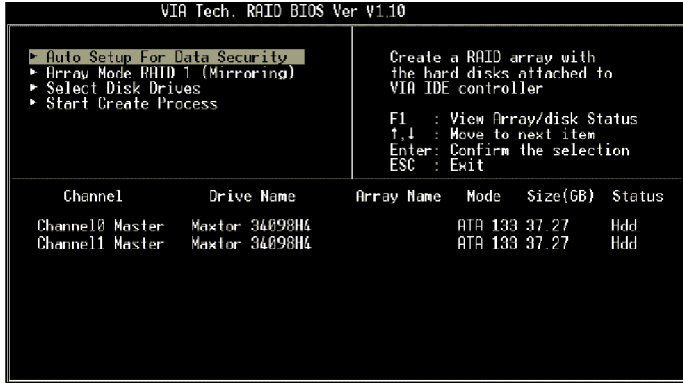 VIA Tech. RAID BIOS Ver V1.10
Auto Setup For Data Security
Array Mode RAID 1 (Mirroring)
Select Disk Drives
Start Create Process
Create a RAID array with
the hard disks attached to
VIA IDE controller
F1 : View Array/disk Status
↑,↓ : Move to next item
Enter: Confirm the selection
ESC : Exit
Channel Drive Name Array Name Mode Size(GB) Status
Channel0 Master Maxtor 34098H4 ATA 133 37.27 Hdd
Channel1 Master Maxtor 34098H4 ATA 133 37.27 Hdd